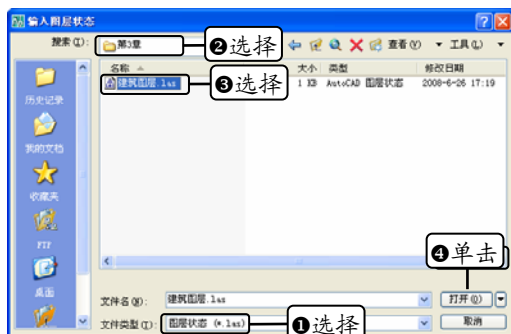 输入图层状态
搜索(I): 第3章 ❷选择 查看(V) 工具(L)
名称 大小 类型 修改日期
建筑图层.las ❸选择 1 KB AutoCAD 图层状态 2008-6-26 17:19
历史记录
我的文档
收藏夹
FTP
桌面
❹单击
文件名(N): 建筑图层.las 打开(O)
文件类型(T): 图层状态 (*.las) ❶选择 取消